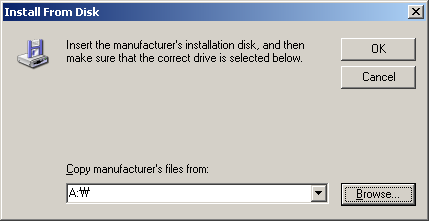 Install From Disk
Insert the manufacturer's installation disk, and then
make sure that the correct drive is selected below.
OK
Cancel
Copy manufacturer's files from:
A:₩
Browse...